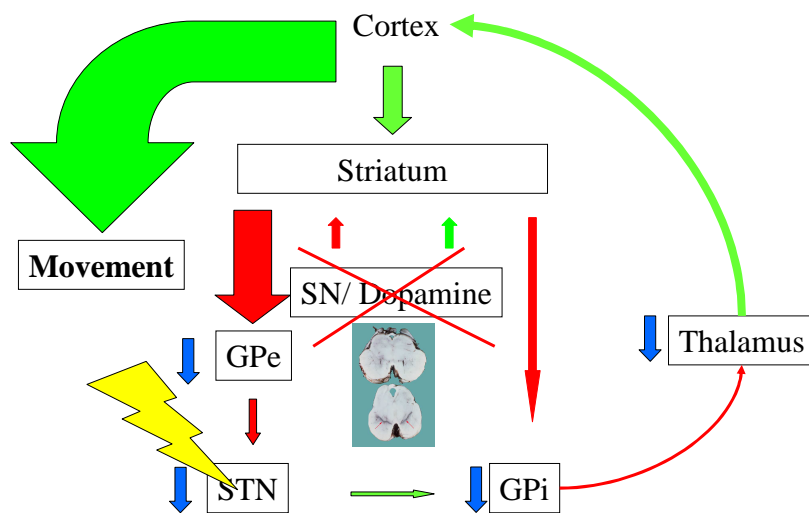 Cortex
Striatum
Movement
SN/ Dopamine
GPe
Thalamus
STN
GPi